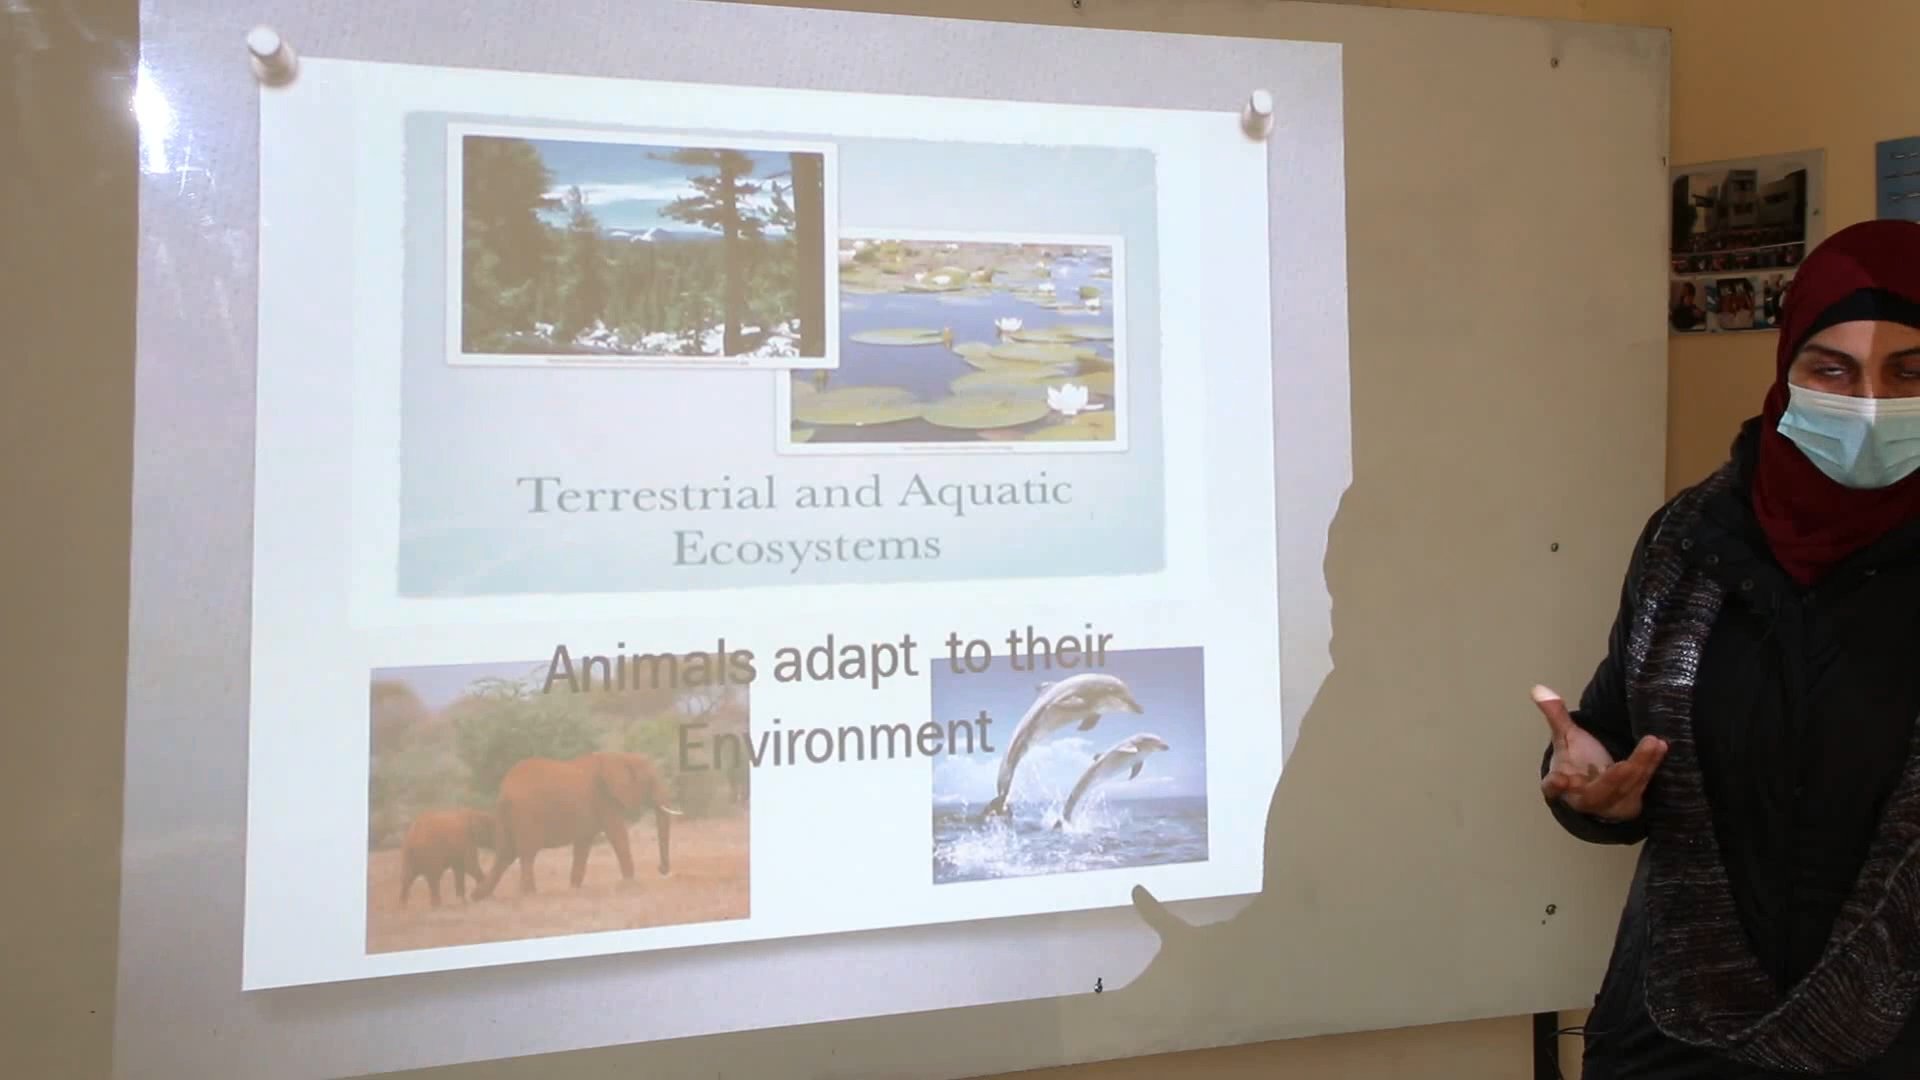 Terrestrial and Aquatic
Ecosystems
Animals adapt to their
Environment